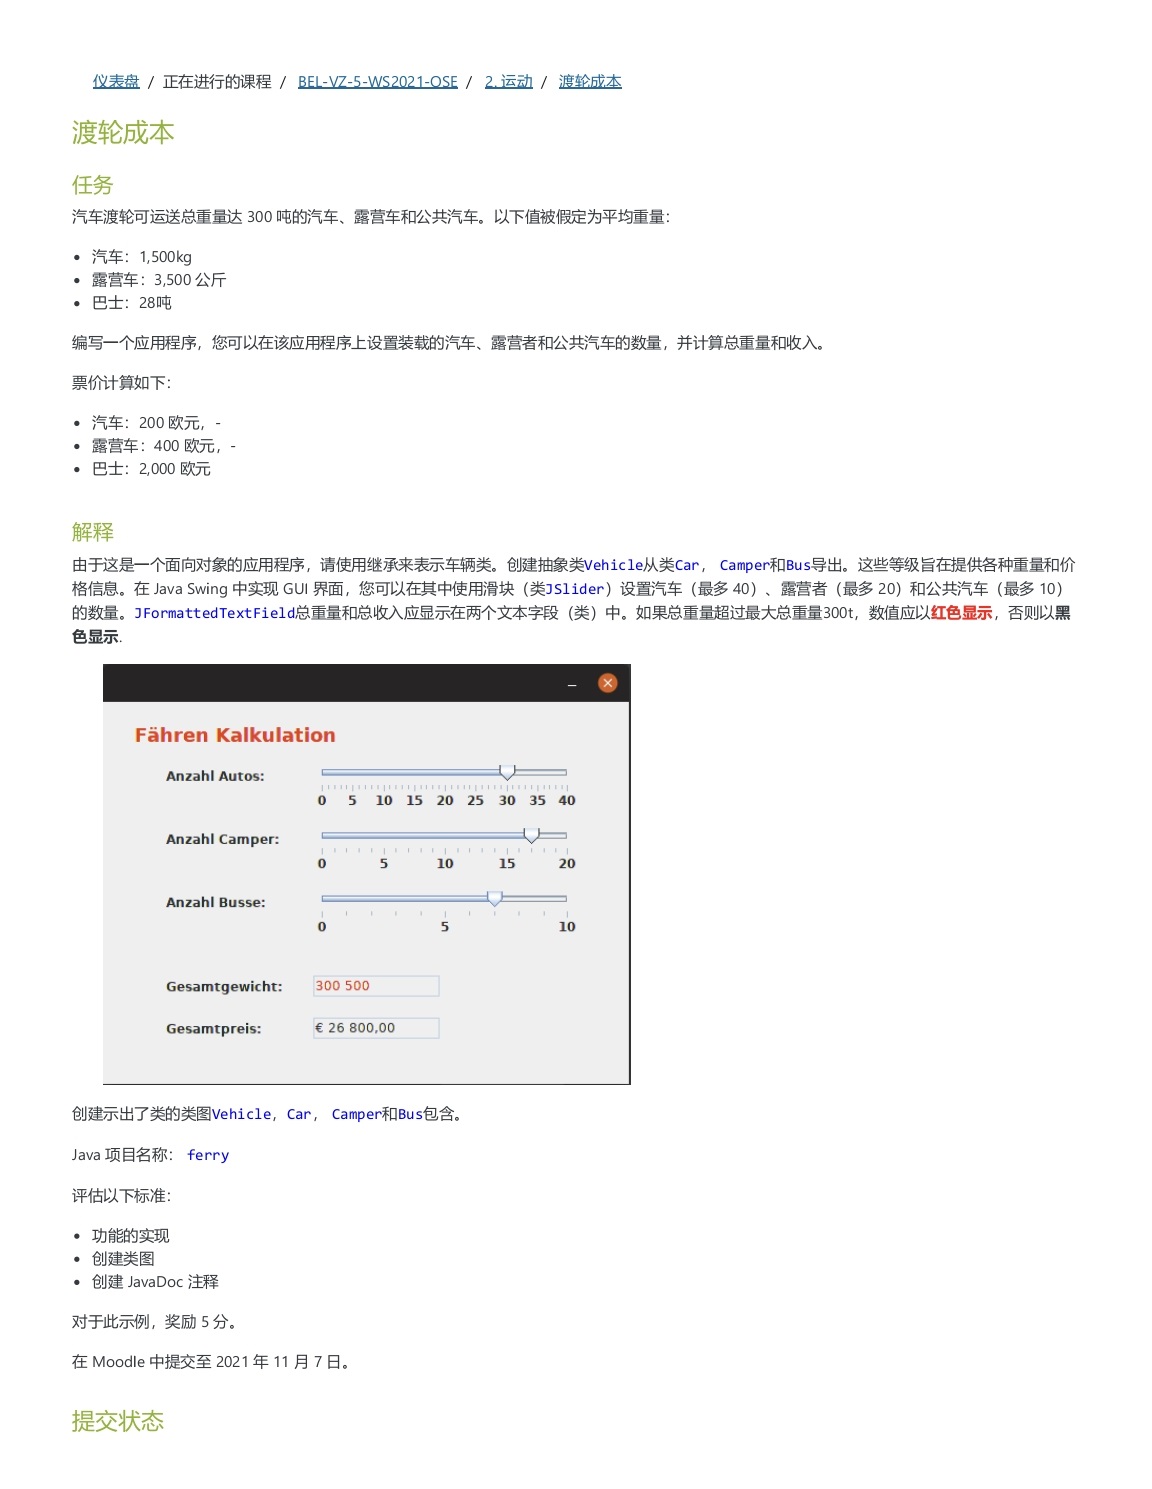 仪表盘 / 正在进行的课程 / BEL-VZ-5-WS2021-OSE / 2. 运动 / 渡轮成本
渡轮成本
任务
汽车渡轮可运送总重量达 300 吨的汽车、露营车和公共汽车。以下值被假定为平均重量：
• 汽车：1,500kg
• 露营车：3,500 公斤
• 巴士：28吨
编写一个应用程序，您可以在该应用程序上设置装载的汽车、露营者和公共汽车的数量，并计算总重量和收入。
票价计算如下：
• 汽车：200 欧元，-
• 露营车：400 欧元，-
• 巴士：2,000 欧元
解释
由于这是一个面向对象的应用程序，请使用继承来表示车辆类。创建抽象类Vehicle从类Car， Camper和Bus导出。这些等级旨在提供各种重量和价
格信息。在 Java Swing 中实现 GUI 界面，您可以在其中使用滑块（类JSlider）设置汽车（最多 40）、露营者（最多 20）和公共汽车（最多 10）
的数量。JFormattedTextField总重量和总收入应显示在两个文本字段（类）中。如果总重量超过最大总重量300t，数值应以红色显示，否则以黑
色显示.
Fähren Kalkulation
Anzahl Autos:
0 5 10 15 20 25 30 35 40
Anzahl Camper:
0 5 10 15 20
Anzahl Busse:
0 5 10
Gesamtgewicht: 300 500
Gesamtpreis: € 26 800,00
创建示出了类的类图Vehicle，Car， Camper和Bus包含。
Java 项目名称： ferry
评估以下标准：
• 功能的实现
• 创建类图
• 创建 JavaDoc 注释
对于此示例，奖励 5 分。
在 Moodle 中提交至 2021 年 11 月 7 日。
提交状态